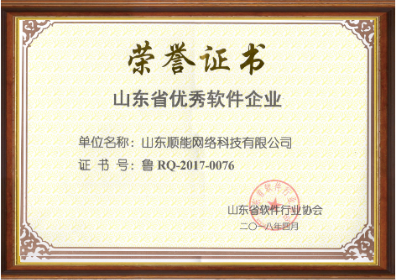 荣誉证书
山东省优秀软件企业
单位名称：山东顺能网络科技有限公司
证 书 号：鲁 RQ-2017-0076
山东省软件行业协会
二〇一八年四月